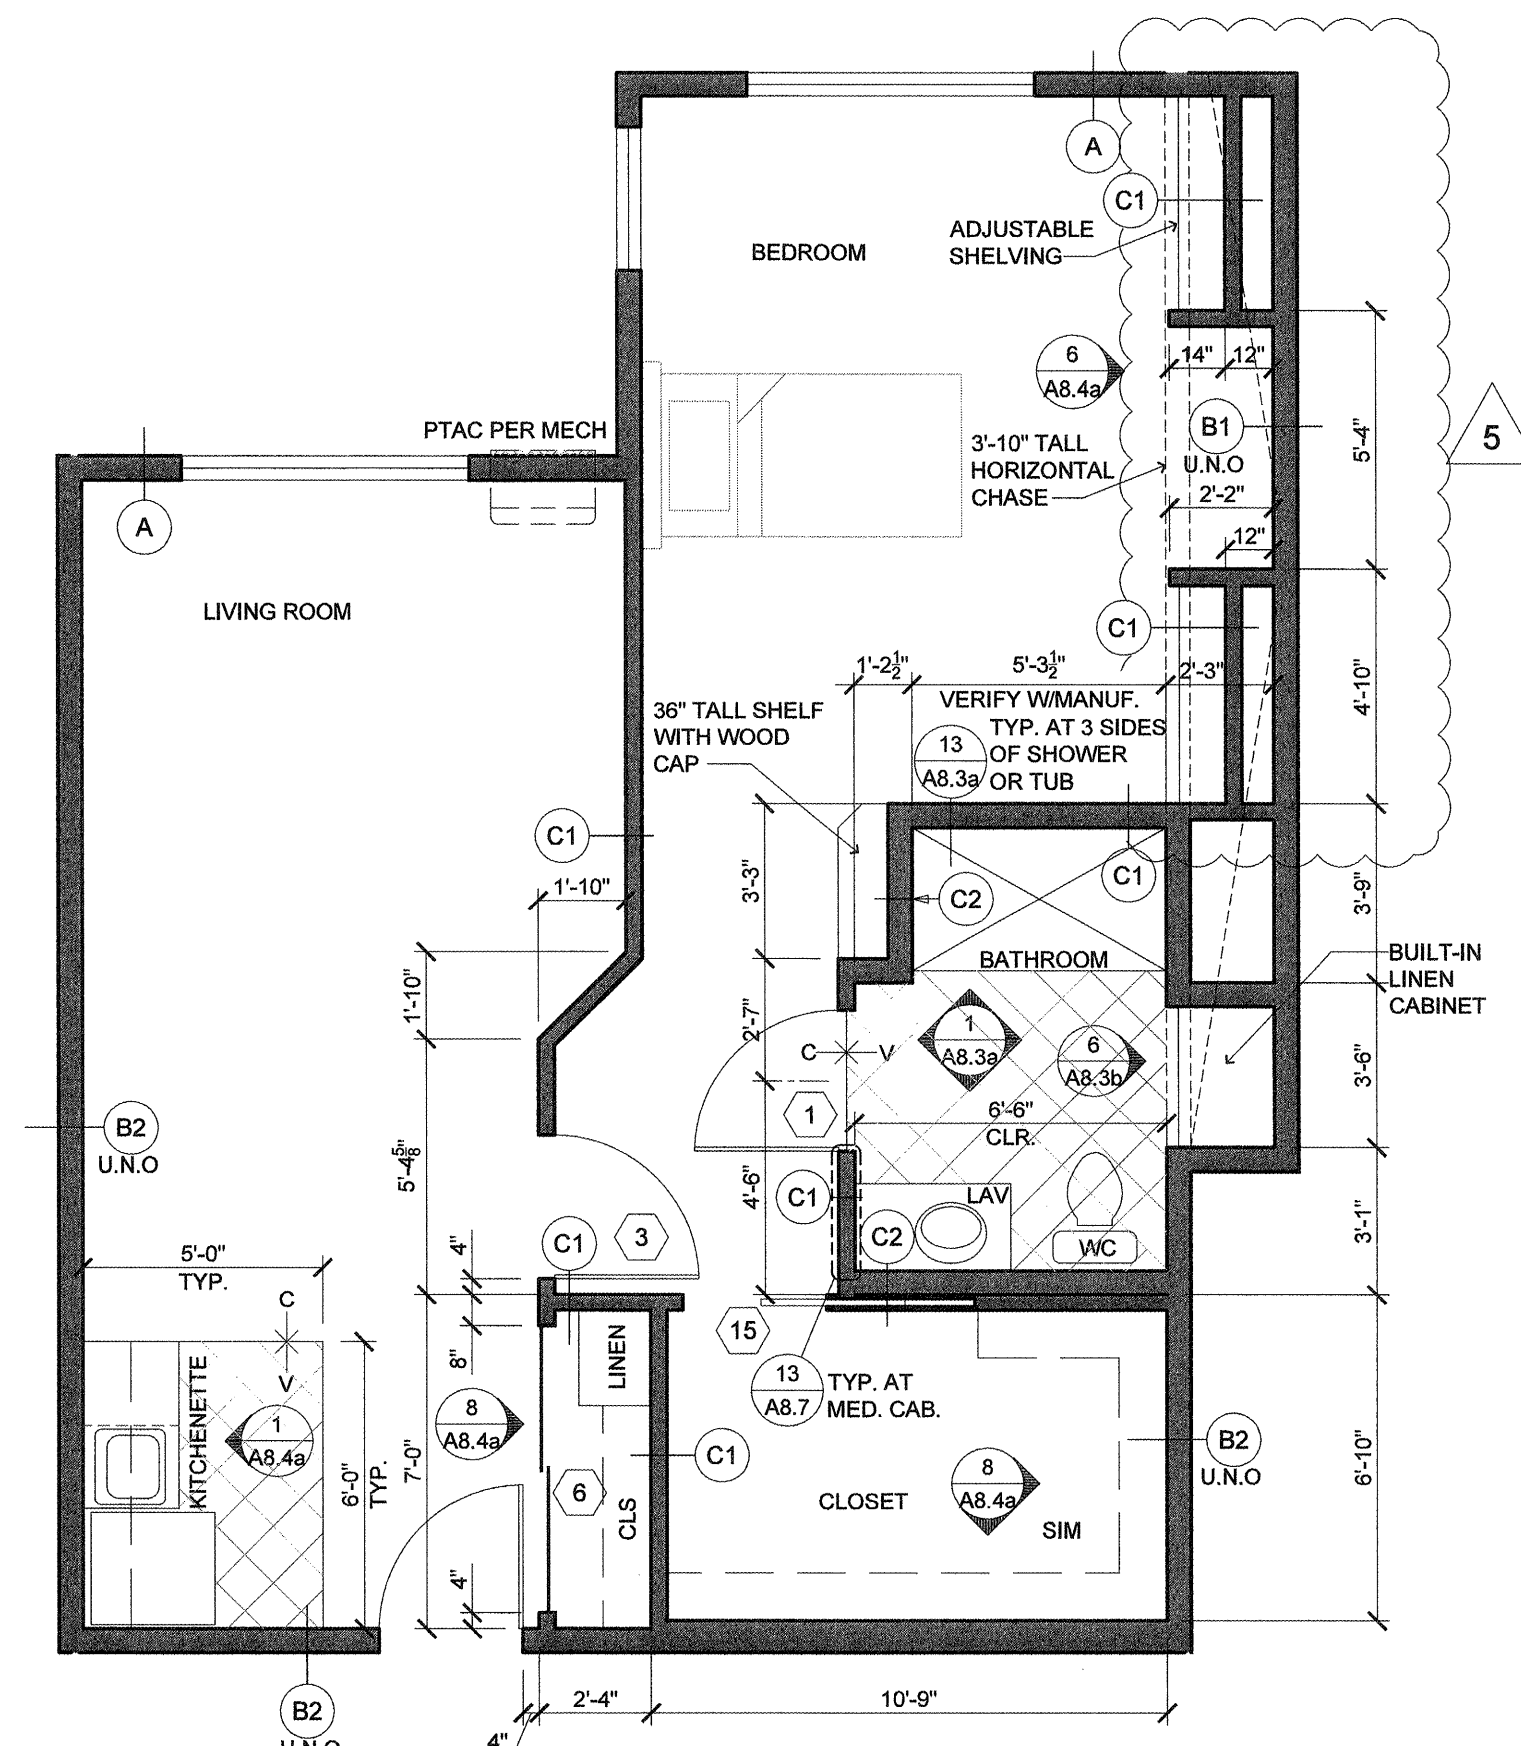 A
C1
ADJUSTABLE
SHELVING
BEDROOM
6
A8.4a
14"
12"
B1
U.N.O
5'-4"
5
PTAC PER MECH
3'-10" TALL
HORIZONTAL
CHASE
2'-2"
12"
A
LIVING ROOM
C1
1'-2½"
5'-3½"
2'-3"
4'-10"
VERIFY W/MANUF.
TYP. AT 3 SIDES
OF SHOWER
OR TUB
13
A8.3a
36" TALL SHELF
WITH WOOD
CAP
C1
1'-10"
3'-3"
C2
C1
3'-9"
BATHROOM
BUILT-IN
LINEN
CABINET
1'-10"
2'-7"
C
V
1
A8.3a
6
A8.3b
3'-6"
1
6'-6"
CLR.
B2
U.N.O
5'-4⅝"
4'-6"
C1
LAV
C2
WC
3'-1"
3
C1
4"
5'-0"
TYP.
C
V
15
LINEN
8"
KITCHENETTE
1
A8.4a
13
A8.7
TYP. AT
MED. CAB.
8
A8.4a
C1
B2
U.N.O
6'-10"
6'-0"
TYP.
7'-0"
6
CLS
CLOSET
8
A8.4a
SIM
4"
B2
U.N.O
2'-4"
10'-9"
4"